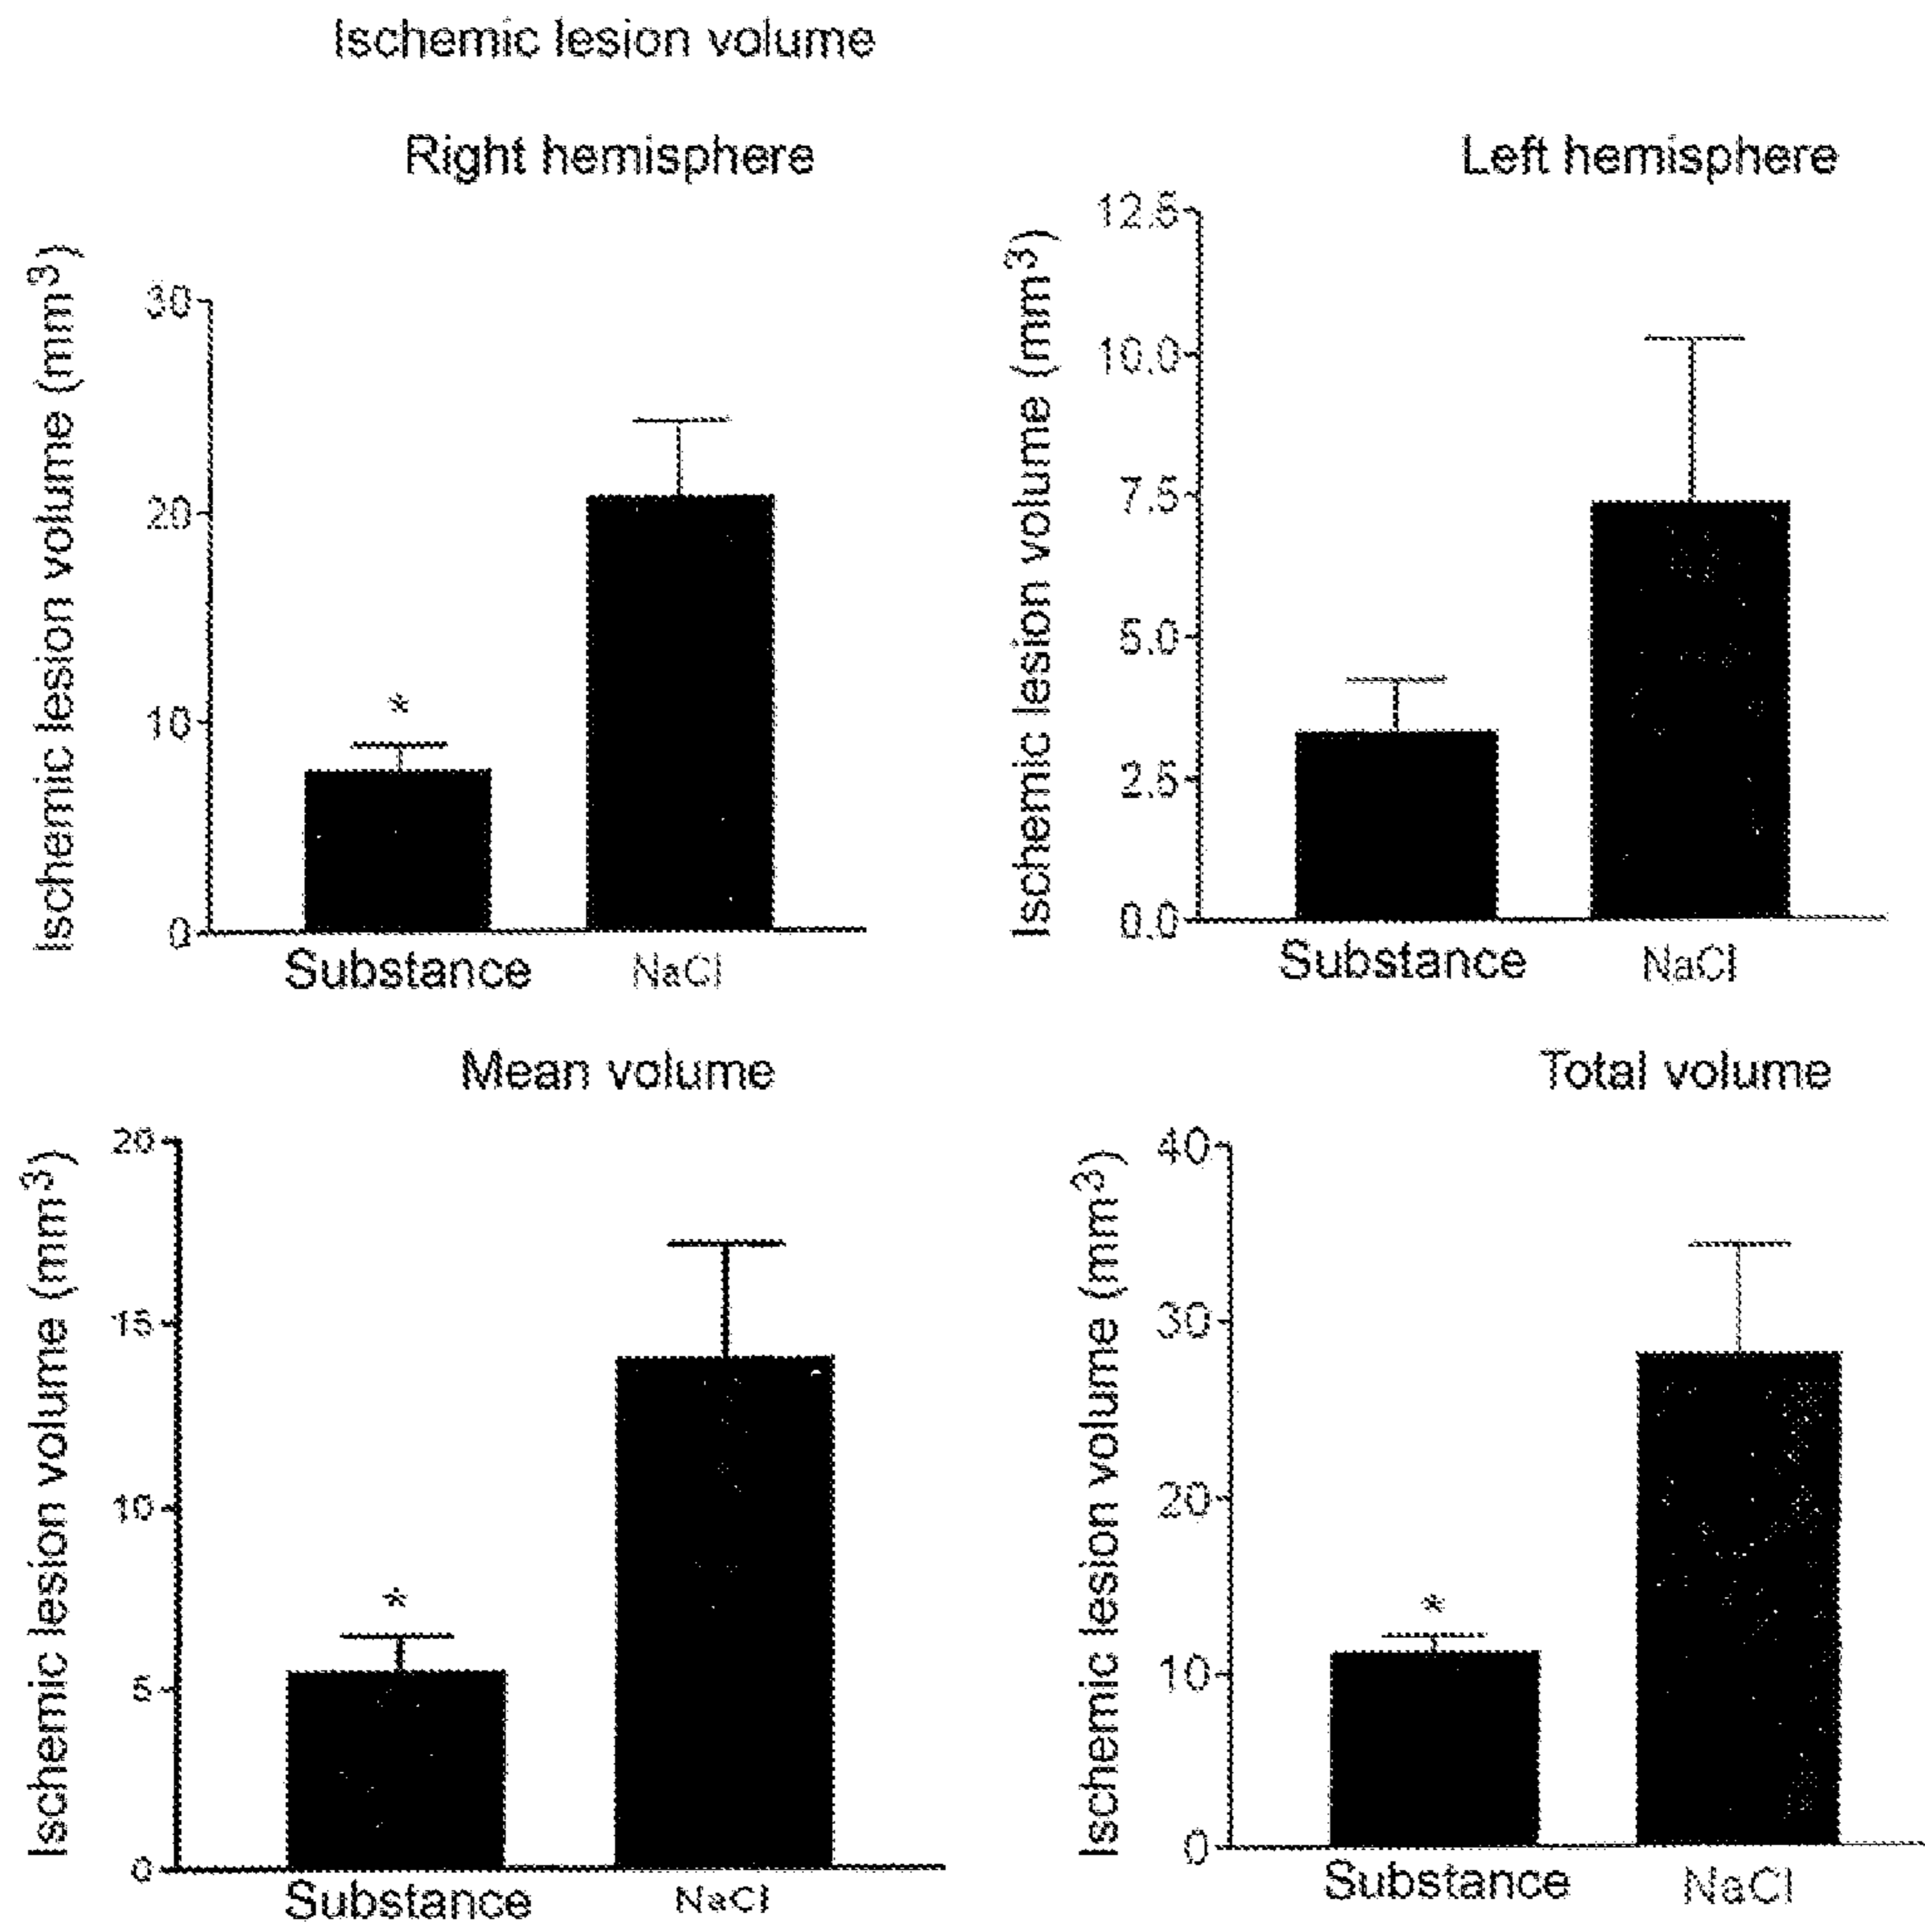 Ischemic lesion volume
Right hemisphere
Ischemic lesion volume (mm³)
30
20
10
0
*
Substance NaCl
Left hemisphere
Ischemic lesion volume (mm³)
12.5
10.0
7.5
5.0
2.5
0.0
Substance NaCl
Mean volume
Ischemic lesion volume (mm³)
20
15
10
5
0
*
Substance NaCl
Total volume
Ischemic lesion volume (mm³)
40
30
20
10
0
*
Substance NaCl